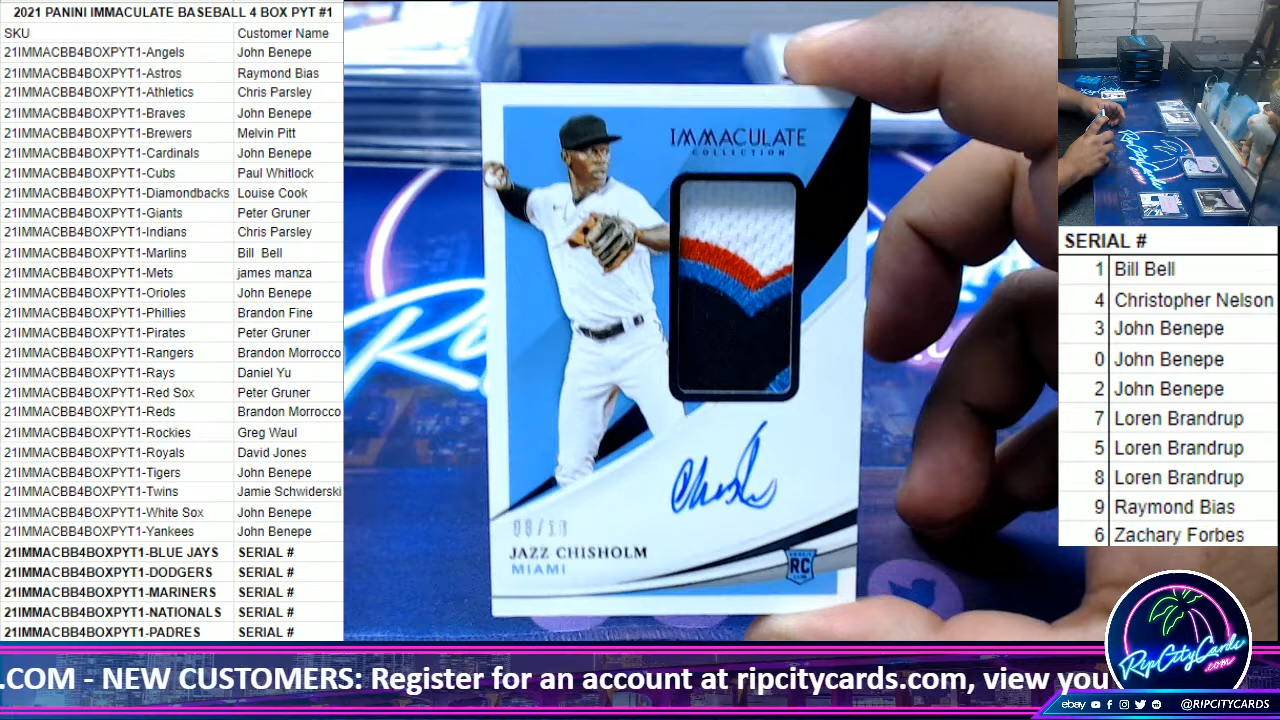 2021 PANINI IMMACULATE BASEBALL 4 BOX PYT #1
SKU Customer Name
21IMMACBB4BOXPYT1-Angels John Benepe
21IMMACBB4BOXPYT1-Astros Raymond Bias
21IMMACBB4BOXPYT1-Athletics Chris Parsley
21IMMACBB4BOXPYT1-Braves John Benepe
21IMMACBB4BOXPYT1-Brewers Melvin Pitt
21IMMACBB4BOXPYT1-Cardinals John Benepe
21IMMACBB4BOXPYT1-Cubs Paul Whitlock
21IMMACBB4BOXPYT1-Diamondbacks Louise Cook
21IMMACBB4BOXPYT1-Giants Peter Gruner
21IMMACBB4BOXPYT1-Indians Chris Parsley
21IMMACBB4BOXPYT1-Marlins Bill Bell
21IMMACBB4BOXPYT1-Mets james manza
21IMMACBB4BOXPYT1-Orioles John Benepe
21IMMACBB4BOXPYT1-Phillies Brandon Fine
21IMMACBB4BOXPYT1-Pirates Peter Gruner
21IMMACBB4BOXPYT1-Rangers Brandon Morrocco
21IMMACBB4BOXPYT1-Rays Daniel Yu
21IMMACBB4BOXPYT1-Red Sox Peter Gruner
21IMMACBB4BOXPYT1-Reds Brandon Morrocco
21IMMACBB4BOXPYT1-Rockies Greg Waul
21IMMACBB4BOXPYT1-Royals David Jones
21IMMACBB4BOXPYT1-Tigers John Benepe
21IMMACBB4BOXPYT1-Twins Jamie Schwiderski
21IMMACBB4BOXPYT1-White Sox John Benepe
21IMMACBB4BOXPYT1-Yankees John Benepe
21IMMACBB4BOXPYT1-BLUE JAYS SERIAL #
21IMMACBB4BOXPYT1-DODGERS SERIAL #
21IMMACBB4BOXPYT1-MARINERS SERIAL #
21IMMACBB4BOXPYT1-NATIONALS SERIAL #
21IMMACBB4BOXPYT1-PADRES SERIAL #
IMMACULATE
COLLECTION
JAZZ CHISHOLM
MIAMI
RC
RipCityCards
SERIAL #
1 Bill Bell
4 Christopher Nelson
3 John Benepe
0 John Benepe
2 John Benepe
7 Loren Brandrup
5 Loren Brandrup
8 Loren Brandrup
9 Raymond Bias
6 Zachary Forbes
RipCityCards
.com
.COM - NEW CUSTOMERS: Register for an account at ripcitycards.com, view you
ebay @RIPCITYCARDS